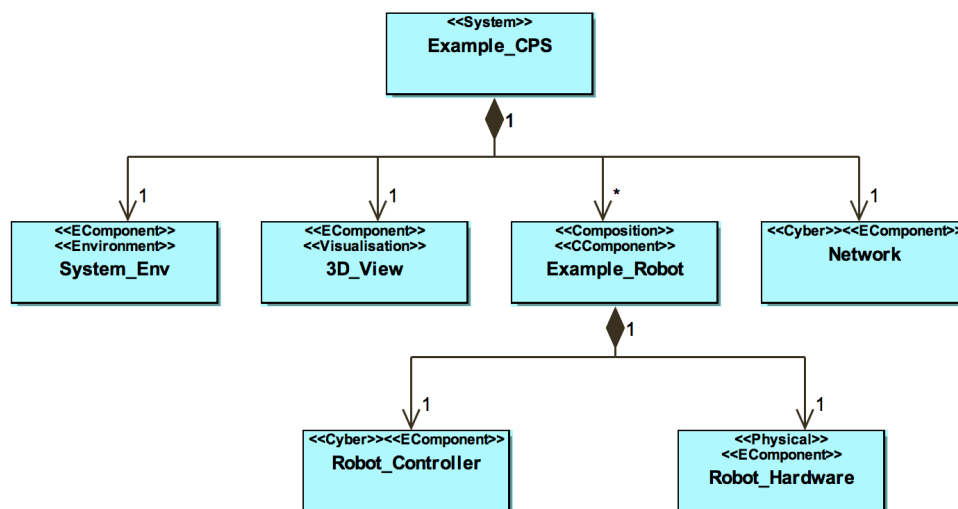 <<System>>
Example_CPS
1
1
1
*
1
<<EComponent>>
<<Environment>>
System_Env
<<EComponent>>
<<Visualisation>>
3D_View
<<Composition>>
<<CComponent>>
Example_Robot
<<Cyber>><<EComponent>>
Network
1
1
1
<<Cyber>><<EComponent>>
Robot_Controller
<<Physical>>
<<EComponent>>
Robot_Hardware